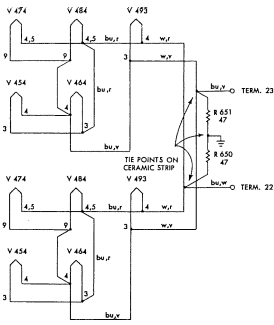 V 474 V 484 V 493
4,5 4,5 bu,r 4 w,r
9 9 3 w,v
V 454 V 464 bu,r
4 4
3 3
bu,v
bu,v TERM. 23
R 651
47
R 650
47
TIE POINTS ON
CERAMIC STRIP
bu,w TERM. 22
V 474 V 484 V 493
4,5 4,5 bu,r 4 w,r
9 9 3 w,v
V 454 V 464 bu,r
4 4
3 3
bu,v